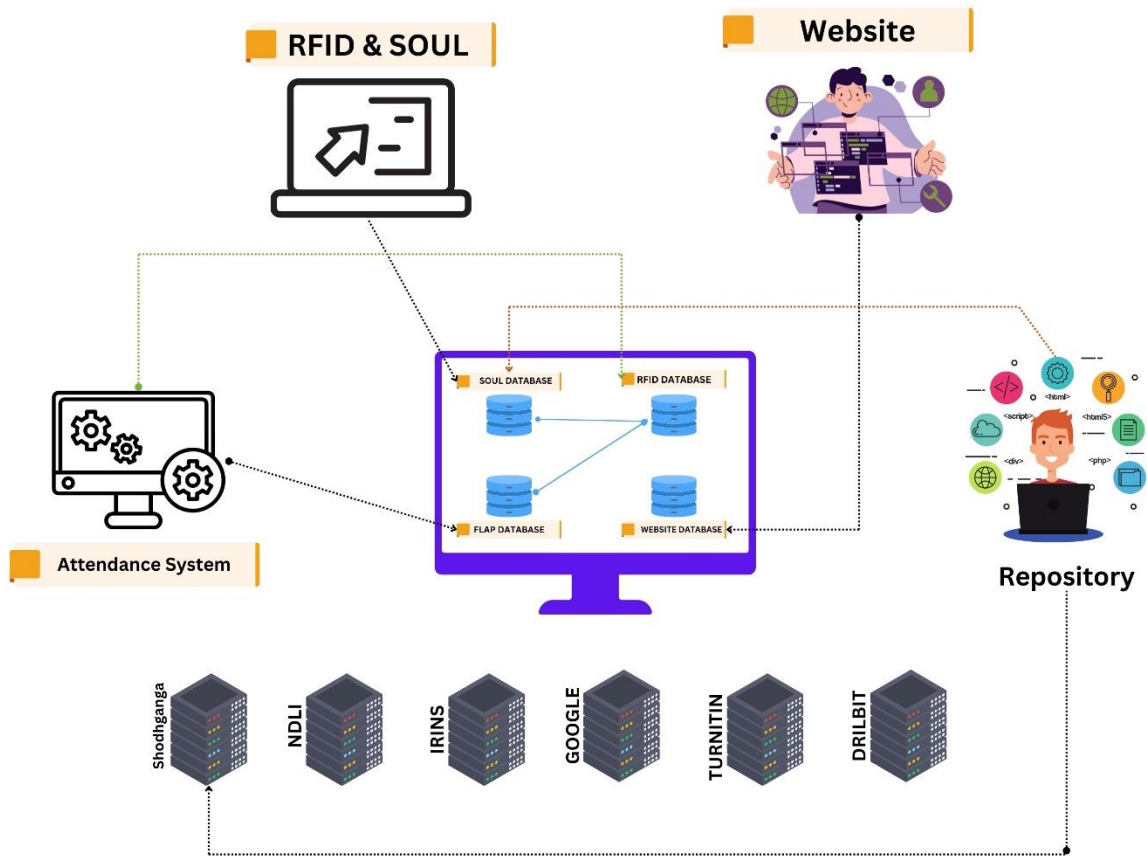 RFID & SOUL
Website
SOUL DATABASE
RFID DATABASE
FLAP DATABASE
WEBSITE DATABASE
Attendance System
</>
<html>
<script>
<html5>
<div>
<php>
Repository
Shodhganga
NDLI
IRINS
GOOGLE
TURNITIN
DRILBIT